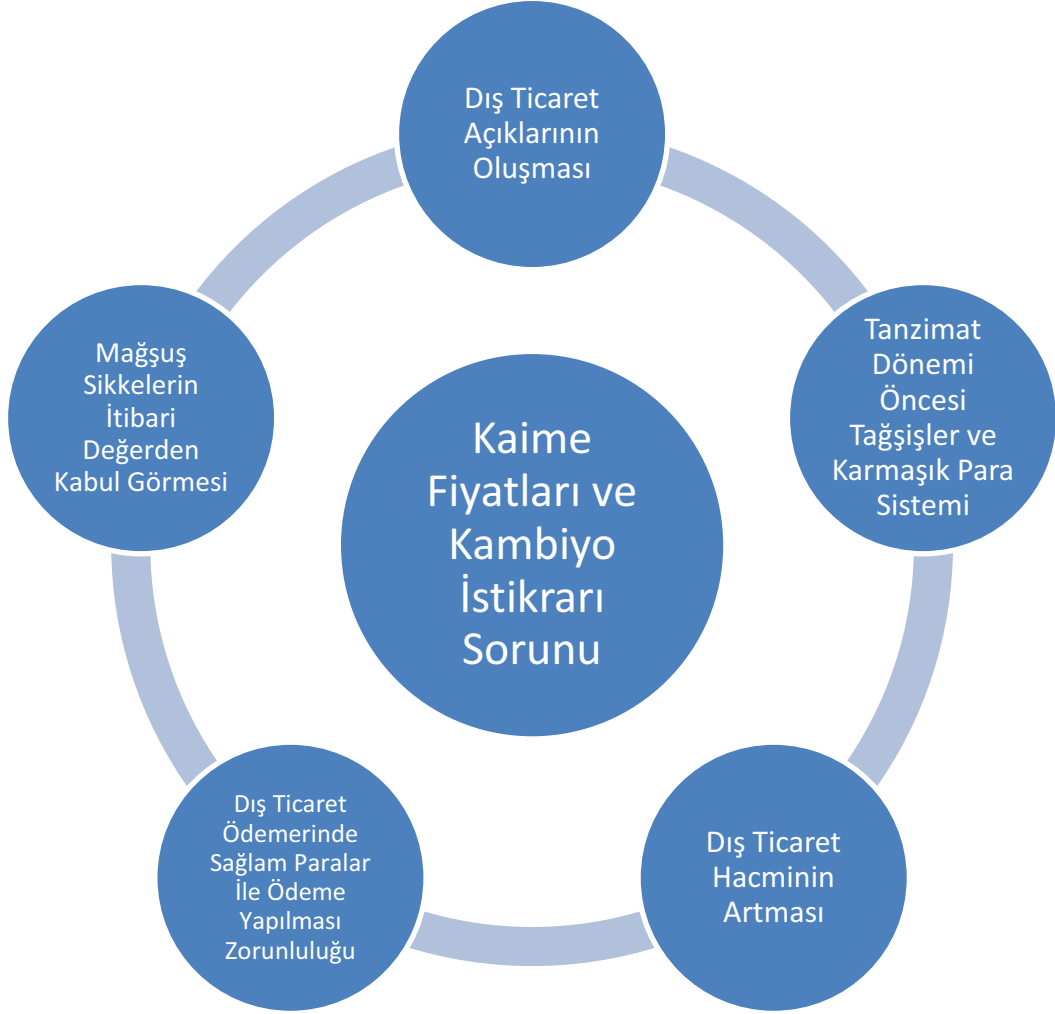 Dış Ticaret
Açıklarının
Oluşması
Tanzimat
Dönemi
Öncesi
Tağşişler ve
Karmaşık Para
Sistemi
Dış Ticaret
Hacminin
Artması
Dış Ticaret
Ödemerinde
Sağlam Paralar
İle Ödeme
Yapılması
Zorunluluğu
Mağşuş
Sikkelerin
İtibari
Değerden
Kabul Görmesi
Kaime
Fiyatları ve
Kambiyo
İstikrarı
Sorunu